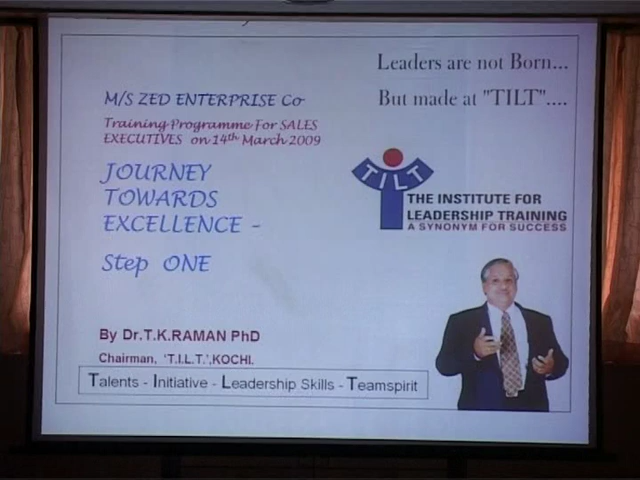 Leaders are not Born...
But made at "TILT"....
M/S ZED ENTERPRISE Co
Training Programme For SALES
EXECUTIVES on 14th March 2009
JOURNEY
TOWARDS
EXCELLENCE -
Step ONE
TILT
THE INSTITUTE FOR
LEADERSHIP TRAINING
A SYNONYM FOR SUCCESS
By Dr.T.K.RAMAN PhD
Chairman, 'T.I.L.T.',KOCHI.
Talents - Initiative - Leadership Skills - Teamspirit